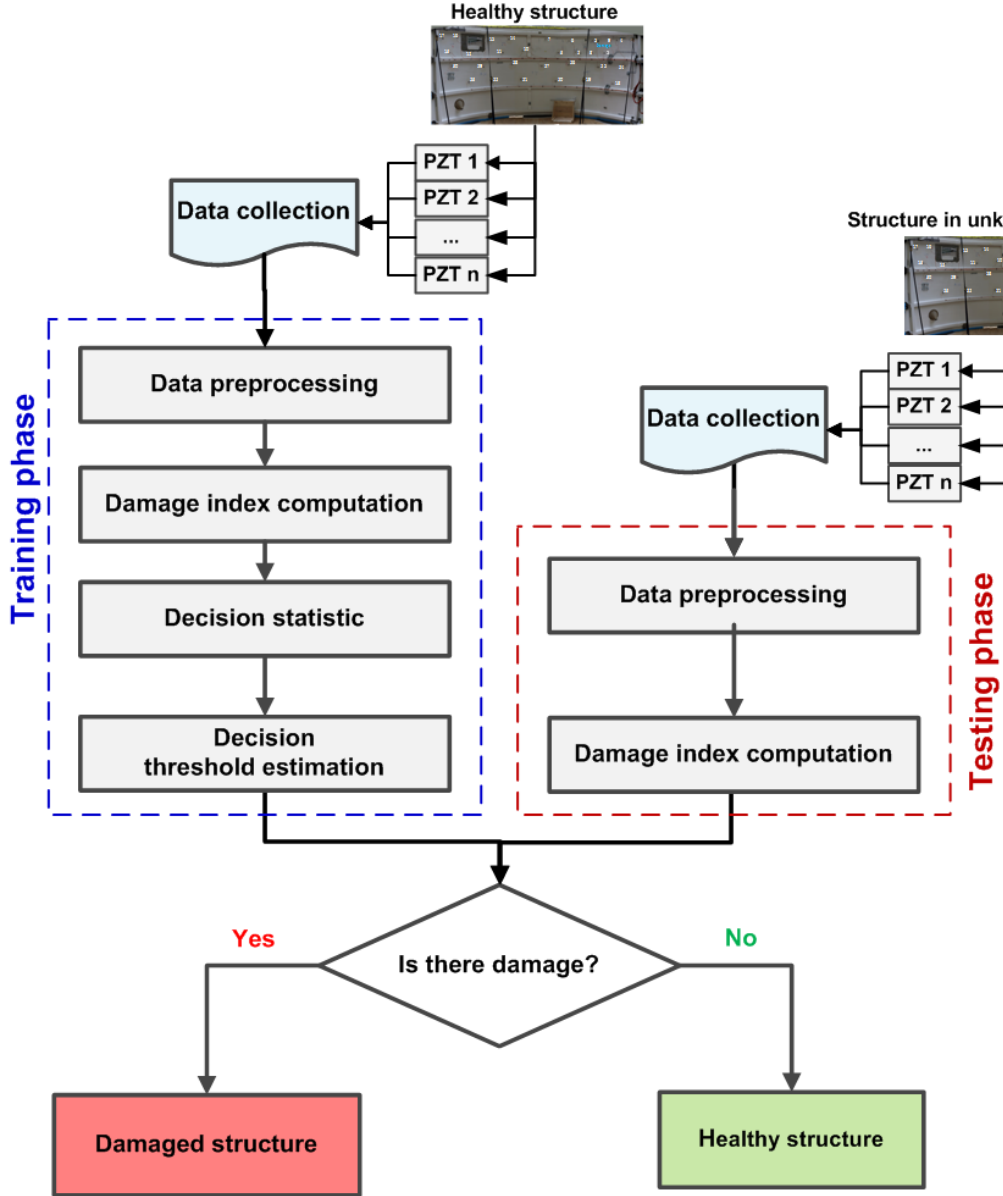 Healthy structure
PZT 1
PZT 2
...
PZT n
Data collection
Training phase
Data preprocessing
Damage index computation
Decision statistic
Decision
threshold estimation
Structure in unk
PZT 1
PZT 2
...
PZT n
Data collection
Testing phase
Data preprocessing
Damage index computation
Is there damage?
Yes
No
Damaged structure
Healthy structure